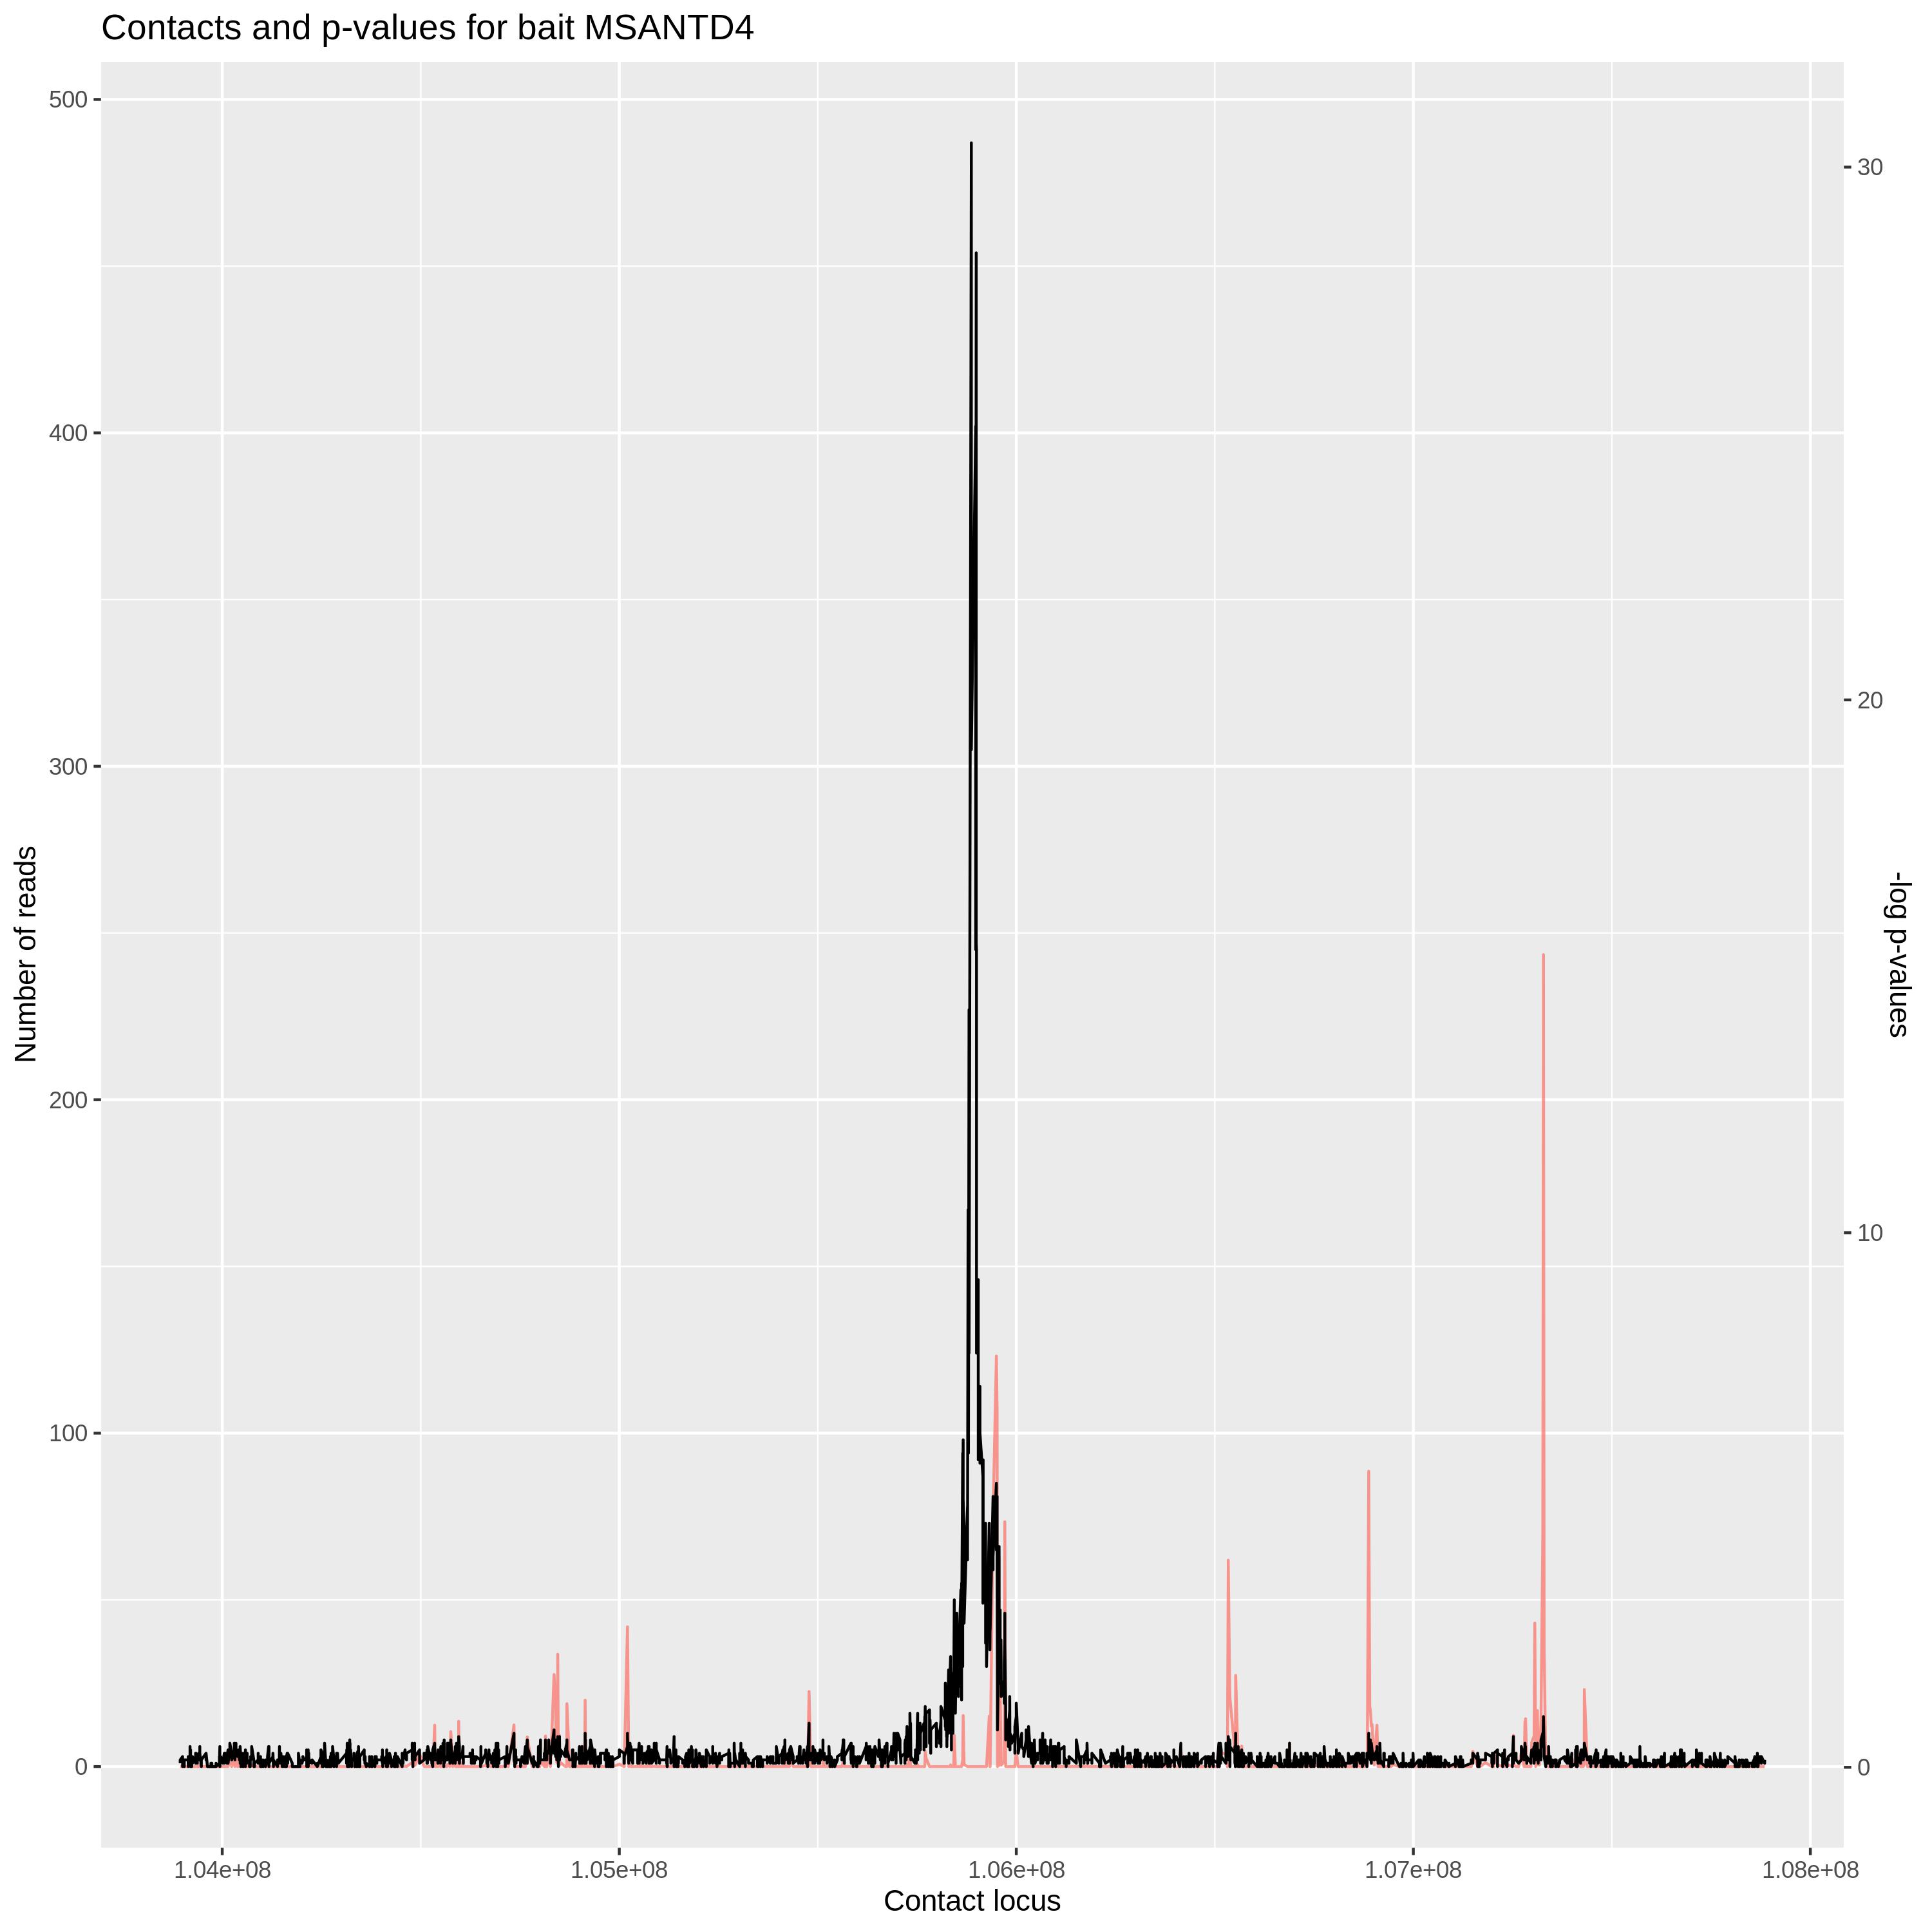 Contacts and p-values for bait MSANTD4
500
400
300
200
100
0
Number of reads
30
20
10
0
-log p-values
1.04e+08
1.05e+08
1.06e+08
1.07e+08
1.08e+08
Contact locus